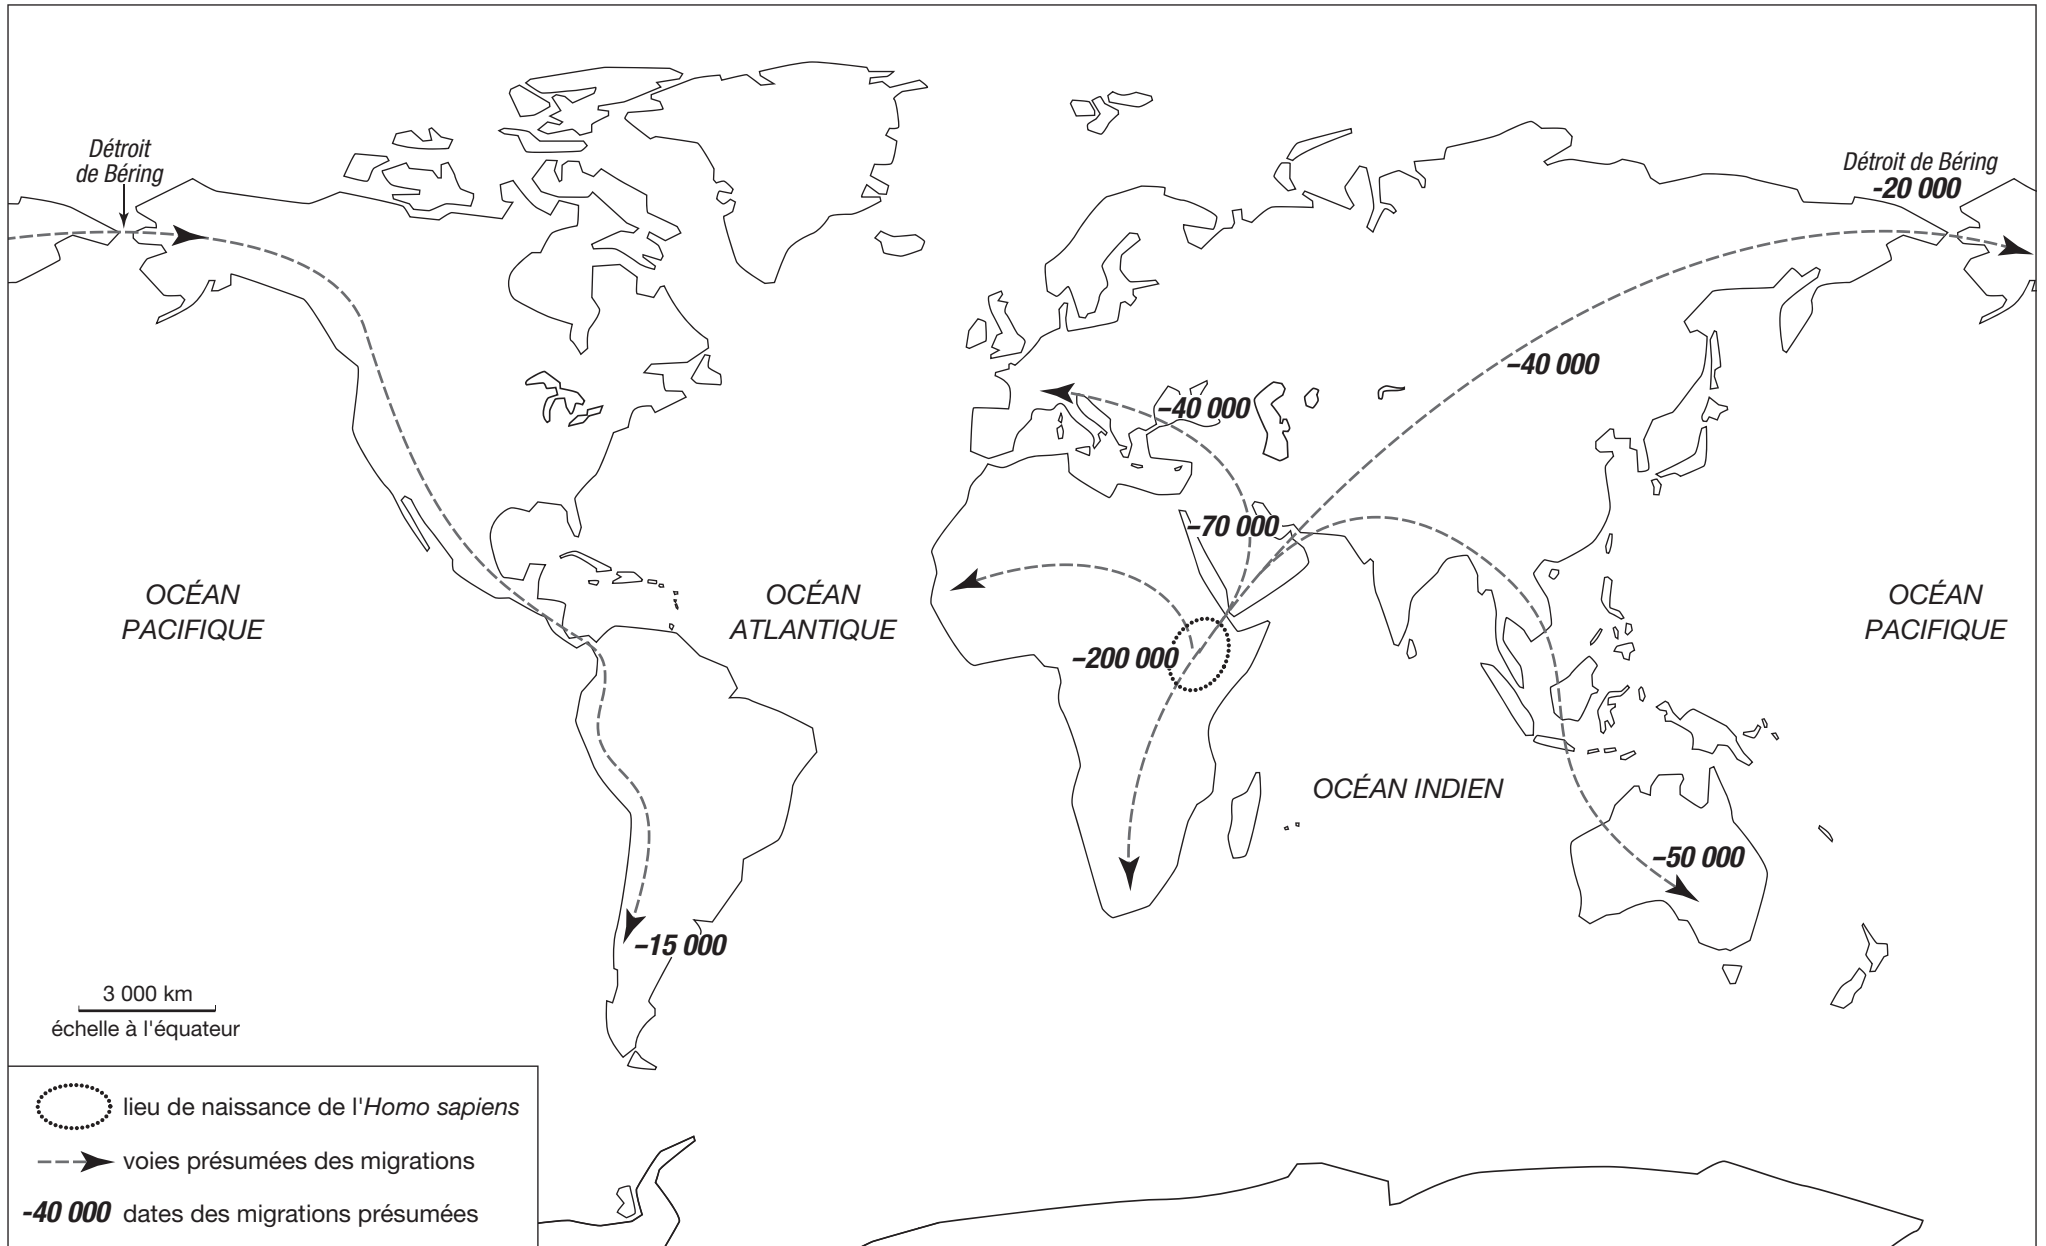 Détroit
de Béring
Détroit de Béring
-20 000
–40 000
–40 000
–70 000
OCÉAN
PACIFIQUE
OCÉAN
ATLANTIQUE
OCÉAN
PACIFIQUE
–200 000
OCÉAN INDIEN
–50 000
–15 000
3 000 km
échelle à l'équateur
lieu de naissance de l'Homo sapiens
voies présumées des migrations
-40 000 dates des migrations présumées